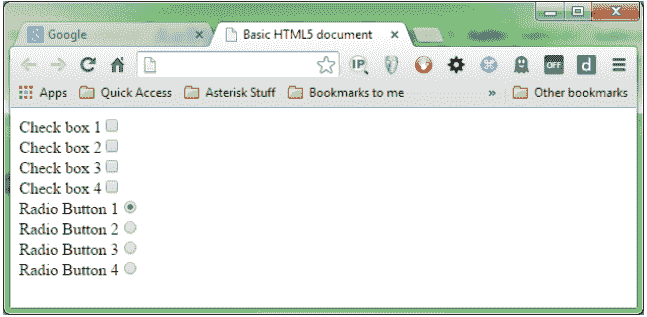 Google
Basic HTML5 document
IP
OFF
d
Apps Quick Access Asterisk Stuff Bookmarks to me » Other bookmarks
Check box 1
Check box 2
Check box 3
Check box 4
Radio Button 1
Radio Button 2
Radio Button 3
Radio Button 4